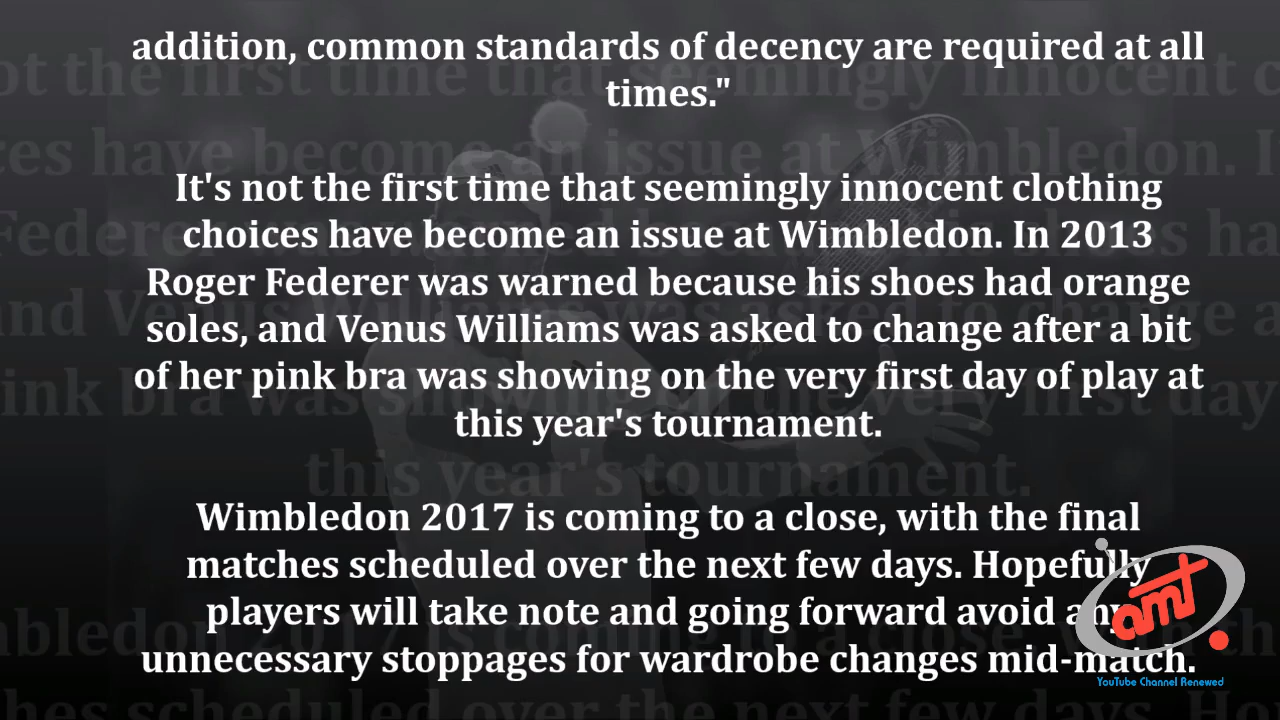 addition, common standards of decency are required at all
times."
It's not the first time that seemingly innocent clothing
choices have become an issue at Wimbledon. In 2013
Roger Federer was warned because his shoes had orange
soles, and Venus Williams was asked to change after a bit
of her pink bra was showing on the very first day of play at
this year's tournament.
Wimbledon 2017 is coming to a close, with the final
matches scheduled over the next few days. Hopefully
players will take note and going forward avoid any
unnecessary stoppages for wardrobe changes mid-match.
amt
YouTube Channel Renewed